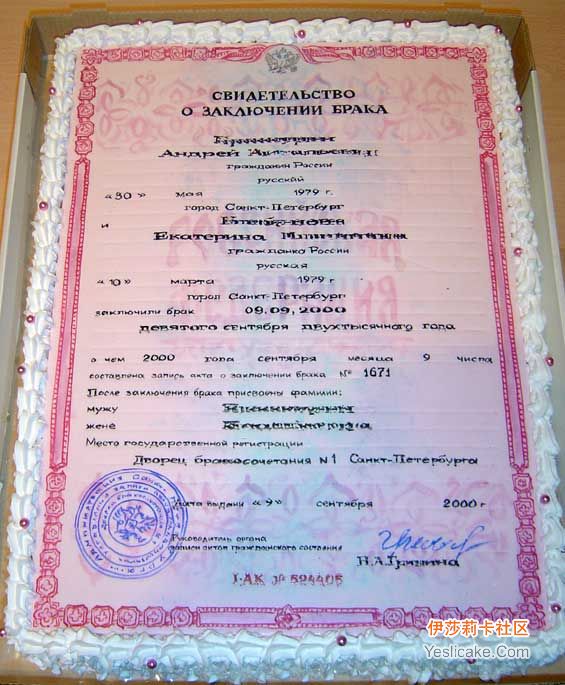 СВИДЕТЕЛЬСТВО
О ЗАКЛЮЧЕНИИ БРАКА
Андрей
гражданин России
русский
"30" мая 1979 г.
город Санкт-Петербург
и
Екатерина
гражданка России
русская
"10" марта 1979 г.
город Санкт-Петербург
заключили брак 09.09.2000
девятого сентября двухтысячного года
о чем 2000 года сентября месяца 9 числа
составлена запись акта о заключении брака № 1671
После заключения брака присвоены фамилии:
мужу
жене
Место государственной регистрации
Дворец бракосочетания №1 Санкт-Петербурга
Дата выдачи "9" сентября 2000 г.
Руководитель органа
записи актов гражданского состояния
Н.А.Гришина
I-АК № 524405
伊莎莉卡社区
Yeslicake.Com